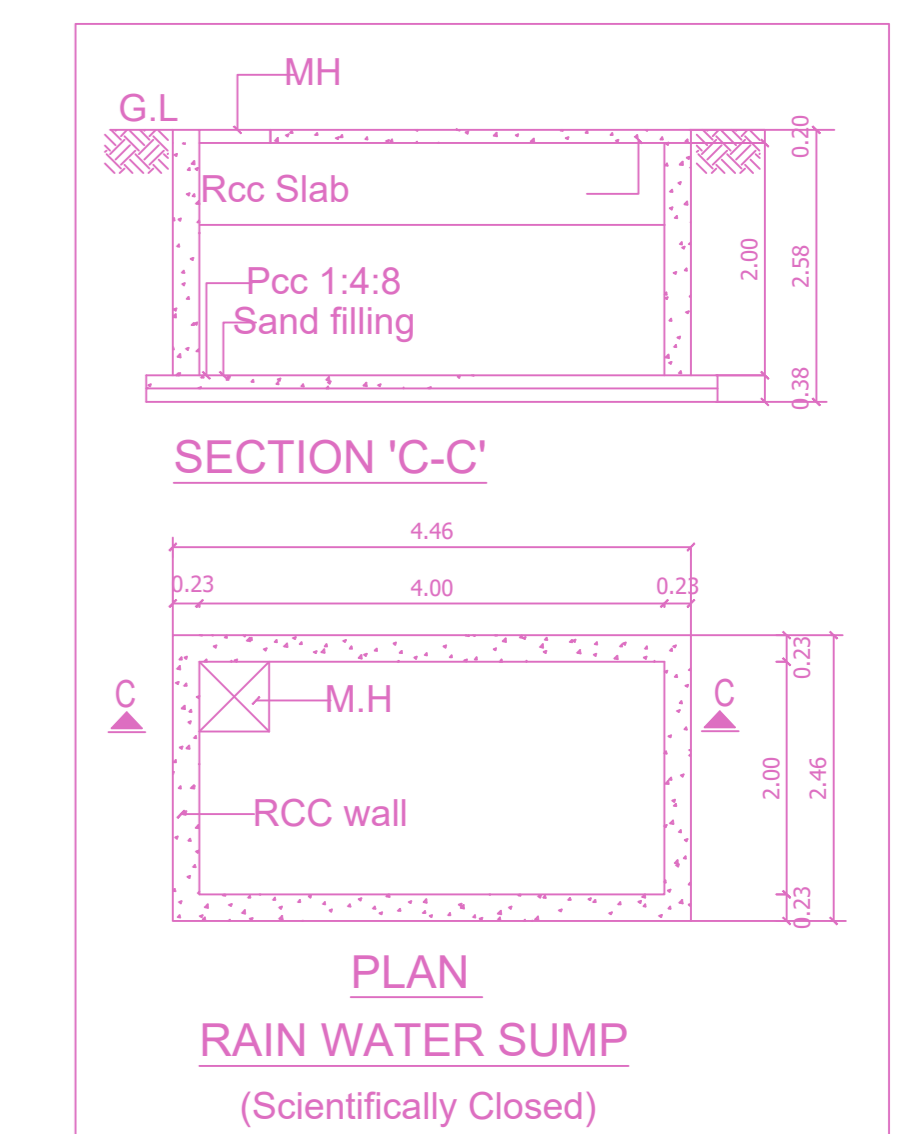 MH
G.L
0.20
Rcc Slab
2.00
2.58
Pcc 1:4:8
Sand filling
0.38
SECTION 'C-C'
4.46
0.23
4.00
0.23
0.23
C
M.H
C
2.00
2.46
RCC wall
0.23
PLAN
RAIN WATER SUMP
(Scientifically Closed)